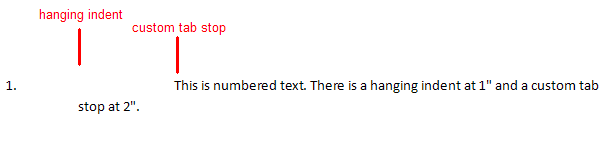 hanging indent
custom tab stop
1. This is numbered text. There is a hanging indent at 1" and a custom tab
stop at 2".